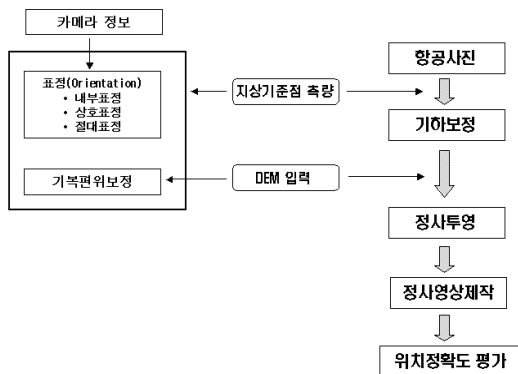 카메라 정보
표정(Orientation)
• 내부표정
• 상호표정
• 절대표정
기복편위보정
지상기준점 측량
DEM 입력
항공사진
기하보정
정사투영
정사영상제작
위치정확도 평가